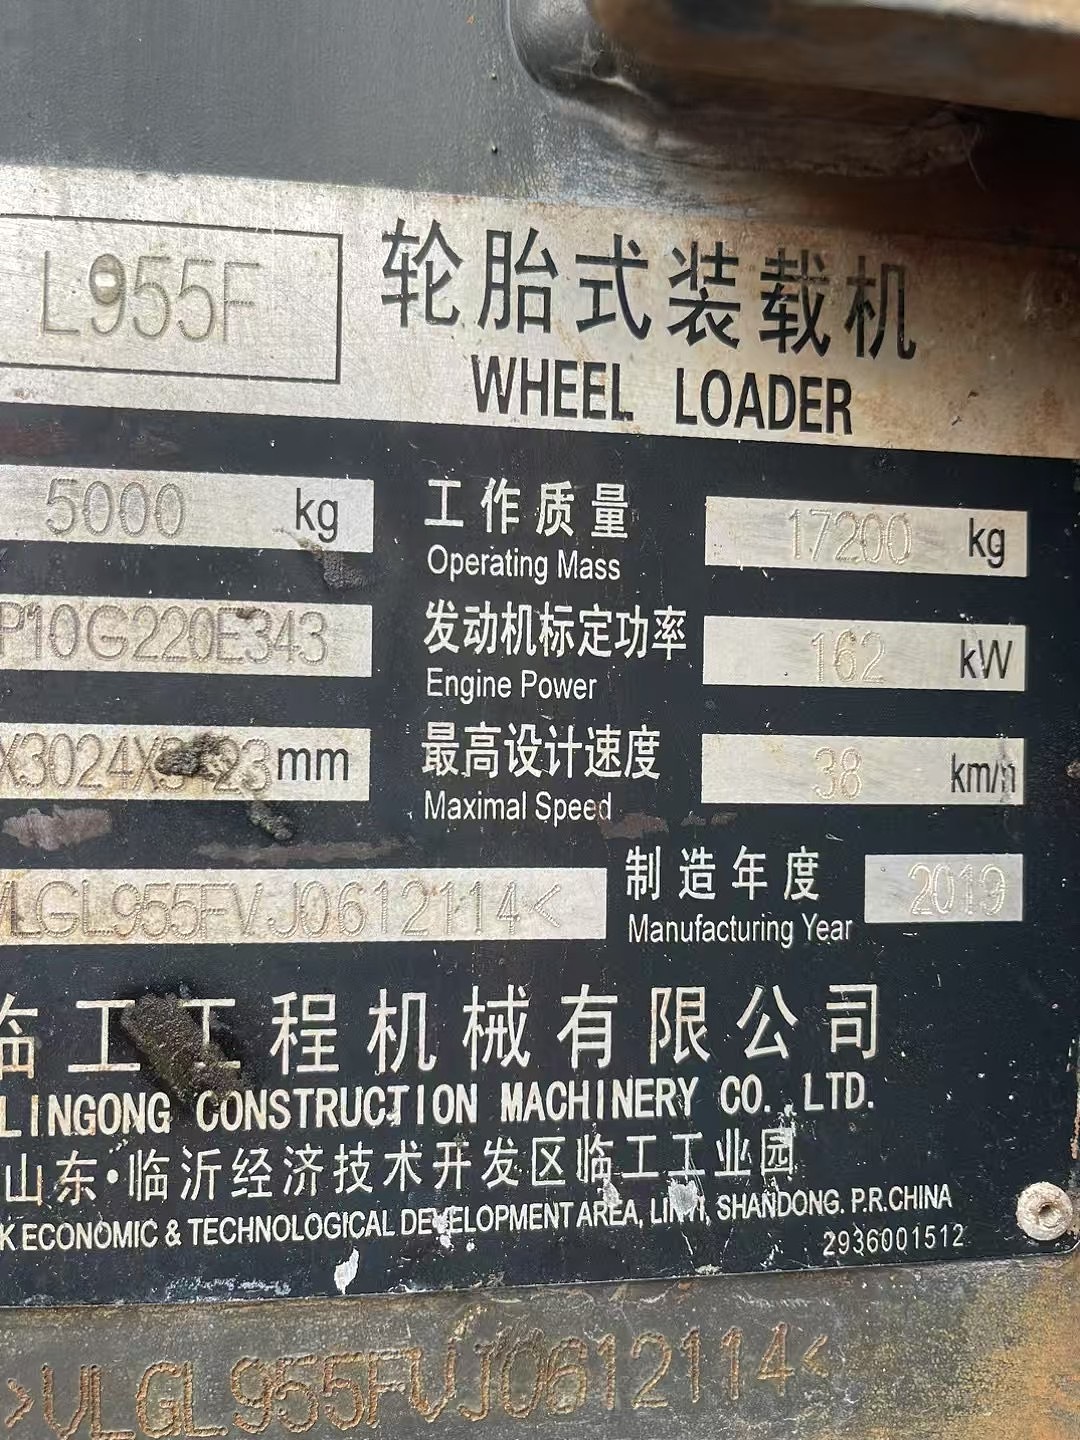 L955F
轮胎式装载机
WHEEL LOADER
5000 kg
工作质量 17200 kg
Operating Mass
P10G220E343
发动机标定功率 162 kW
Engine Power
X3024X3423mm
最高设计速度 38 km/h
Maximal Speed
VLGL955FVJ0612114<
制造年度 2019
Manufacturing Year
临工工程机械有限公司
LINGONG CONSTRUCTION MACHINERY CO., LTD.
山东·临沂经济技术开发区临工工业园
K ECONOMIC & TECHNOLOGICAL DEVELOPMENT AREA, LINYI, SHANDONG. P.R.CHINA
2936001512
>VLGL955FVJ0612114<